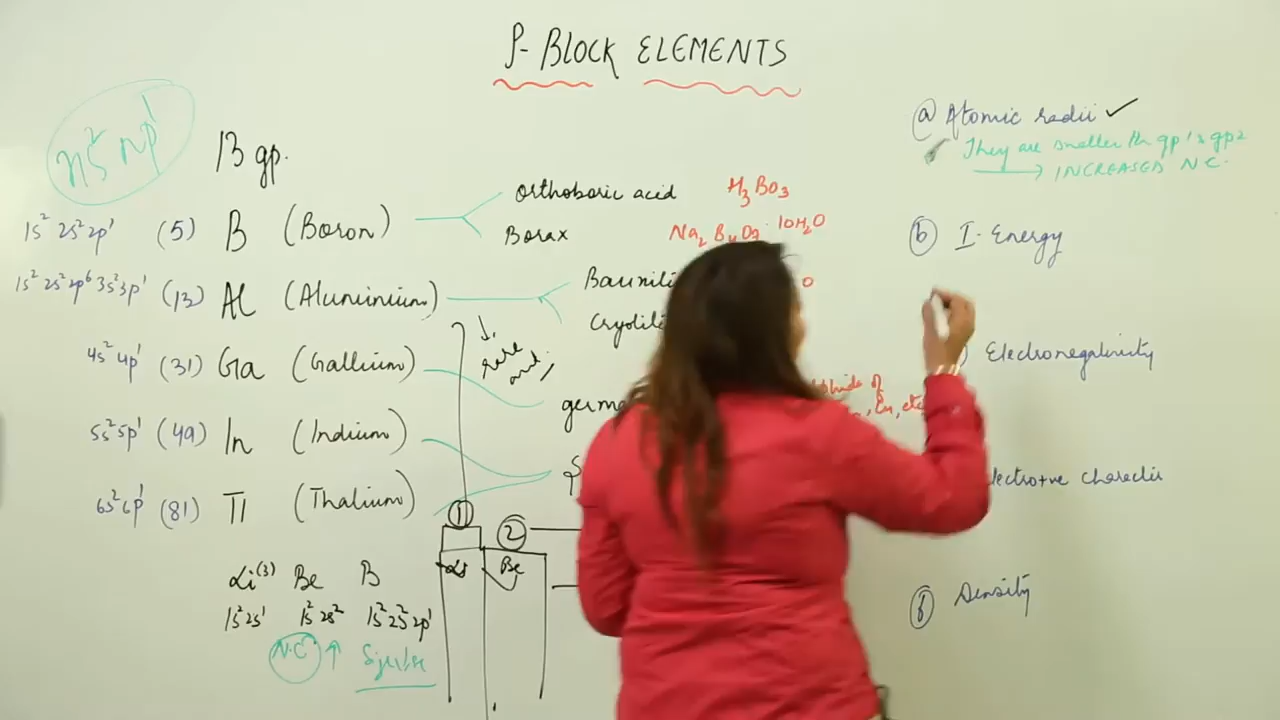 P-BLOCK ELEMENTS
ns² np¹
13 gp.
1s² 2s² 2p¹ (5) B (Boron)
Orthoboric acid H₃BO₃
Borax Na₂B₄O₇·10H₂O
1s² 2s² 2p⁶ 3s² 3p¹ (13) Al (Aluminium)
4s² 4p¹ (31) Ga (Gallium)
5s² 5p¹ (49) In (Indium)
6s² 6p¹ (81) Tl (Thalium)
Li⁽³⁾ Be B
1s² 2s¹ 1s² 2s² 1s² 2s² 2p¹
N.C ↑
①
②
Li Be
ⓐ Atomic radii ✓
They are smaller th gp 1 & gp 2
→ INCREASED N.C.
ⓑ I-Energy
Electronegativity
ⓕ Density